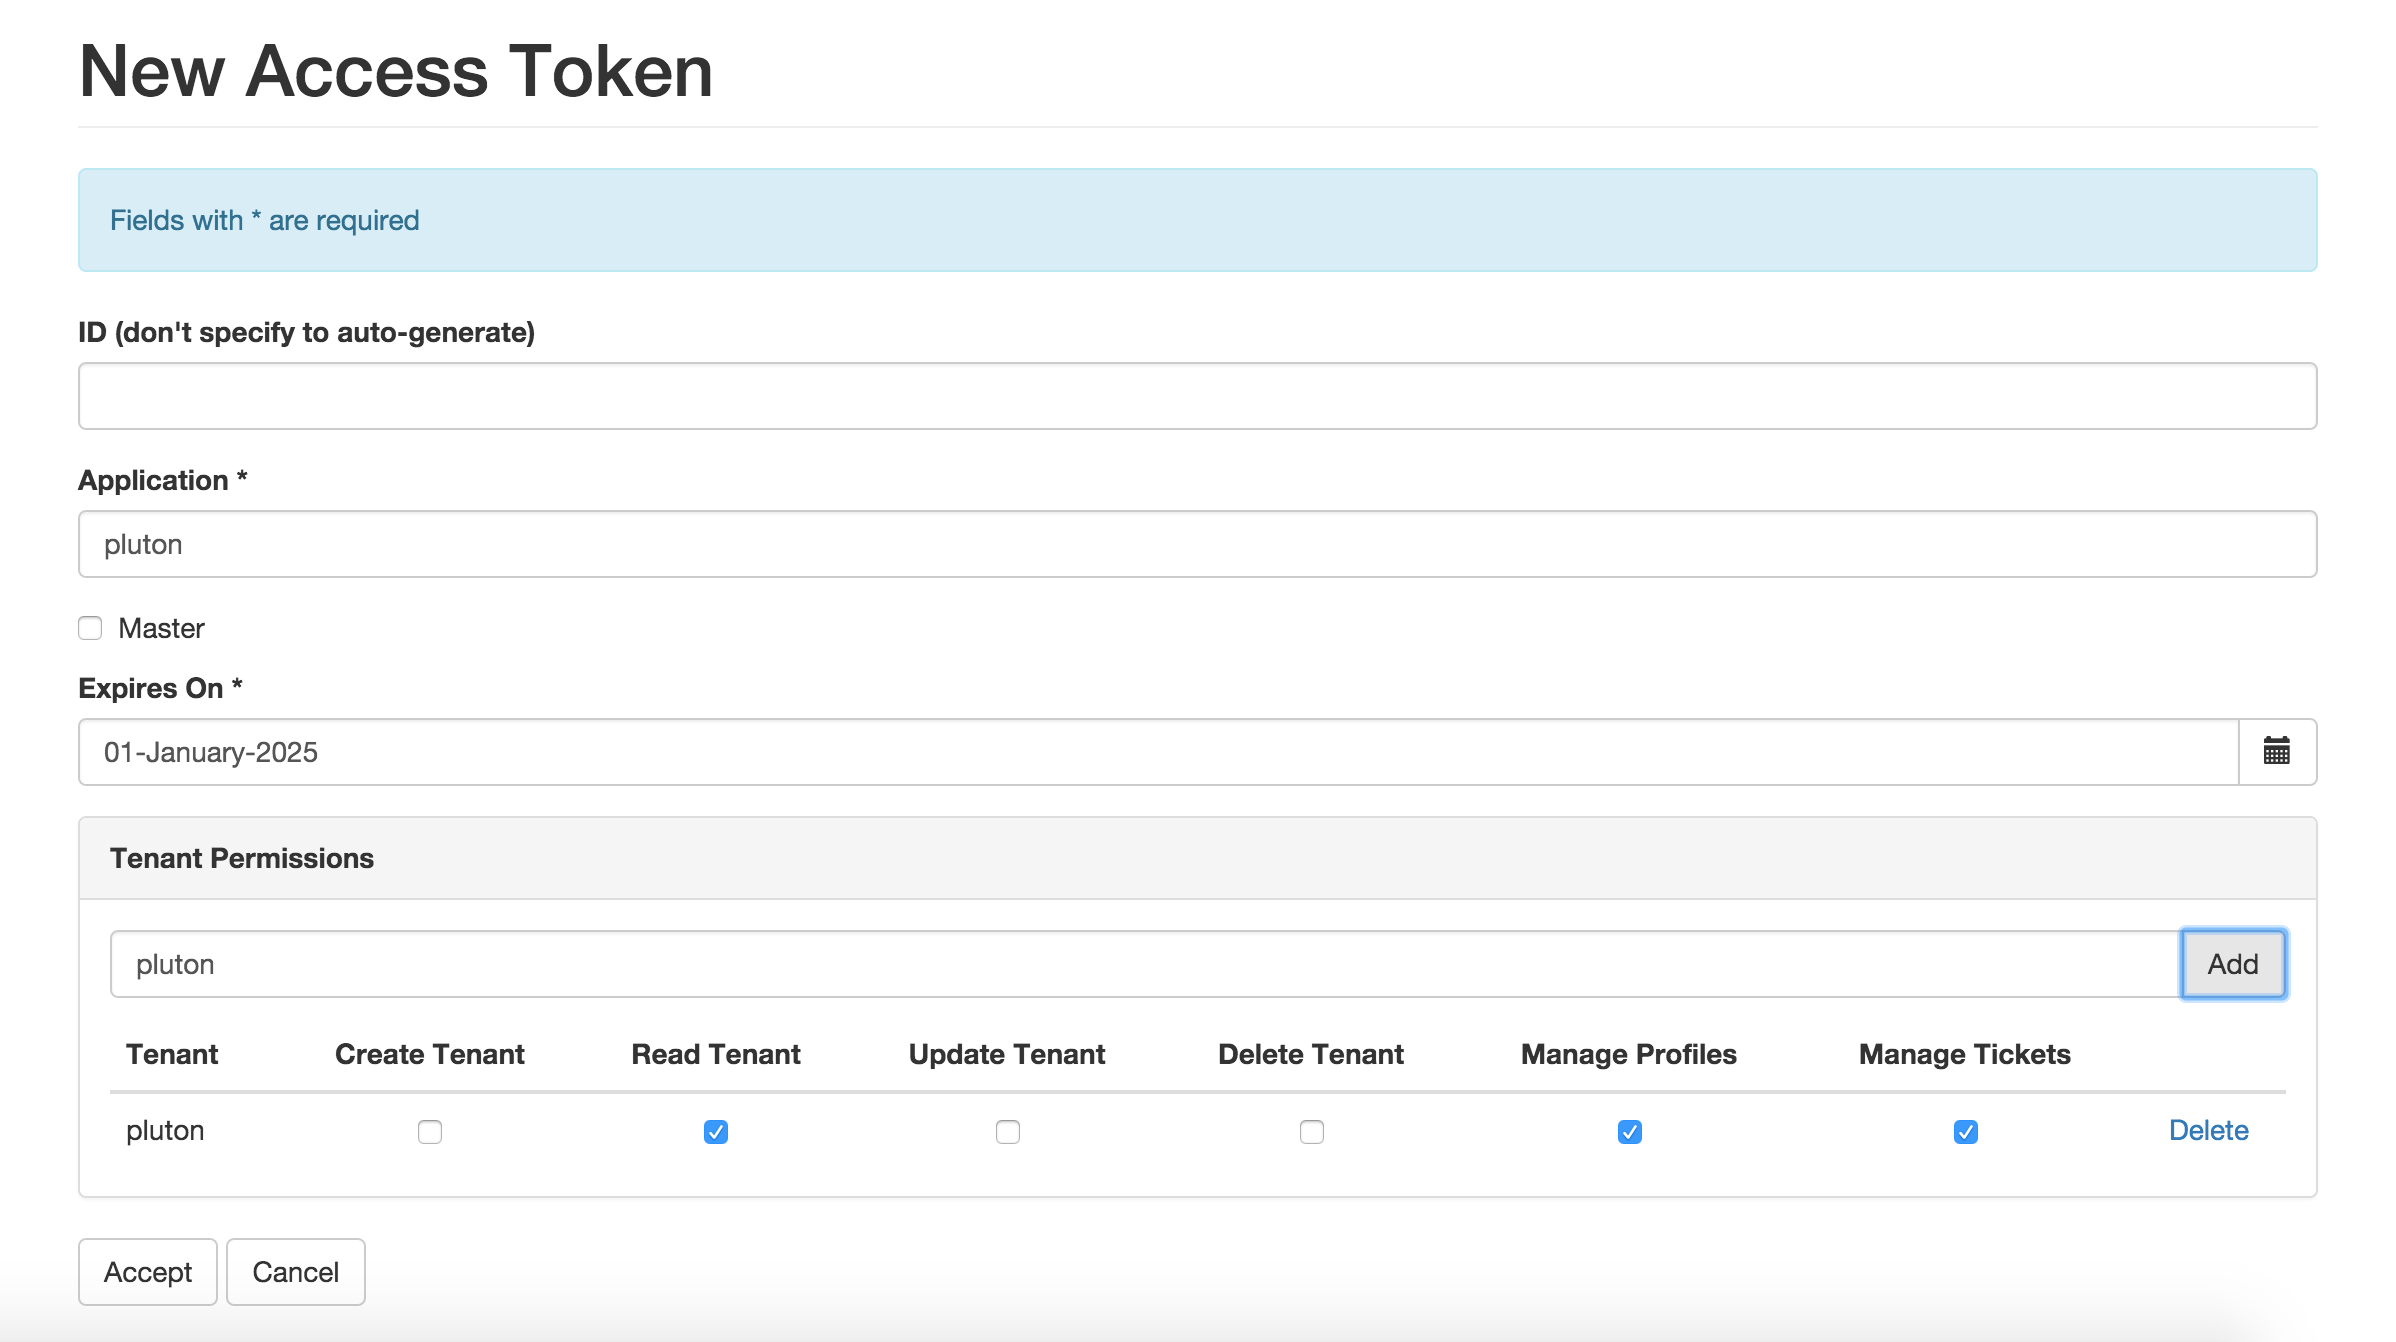 New Access Token
Fields with * are required
ID (don't specify to auto-generate)
Application *
pluton
Master
Expires On *
01-January-2025
Tenant Permissions
pluton Add
Tenant Create Tenant Read Tenant Update Tenant Delete Tenant Manage Profiles Manage Tickets
pluton Delete
Accept Cancel